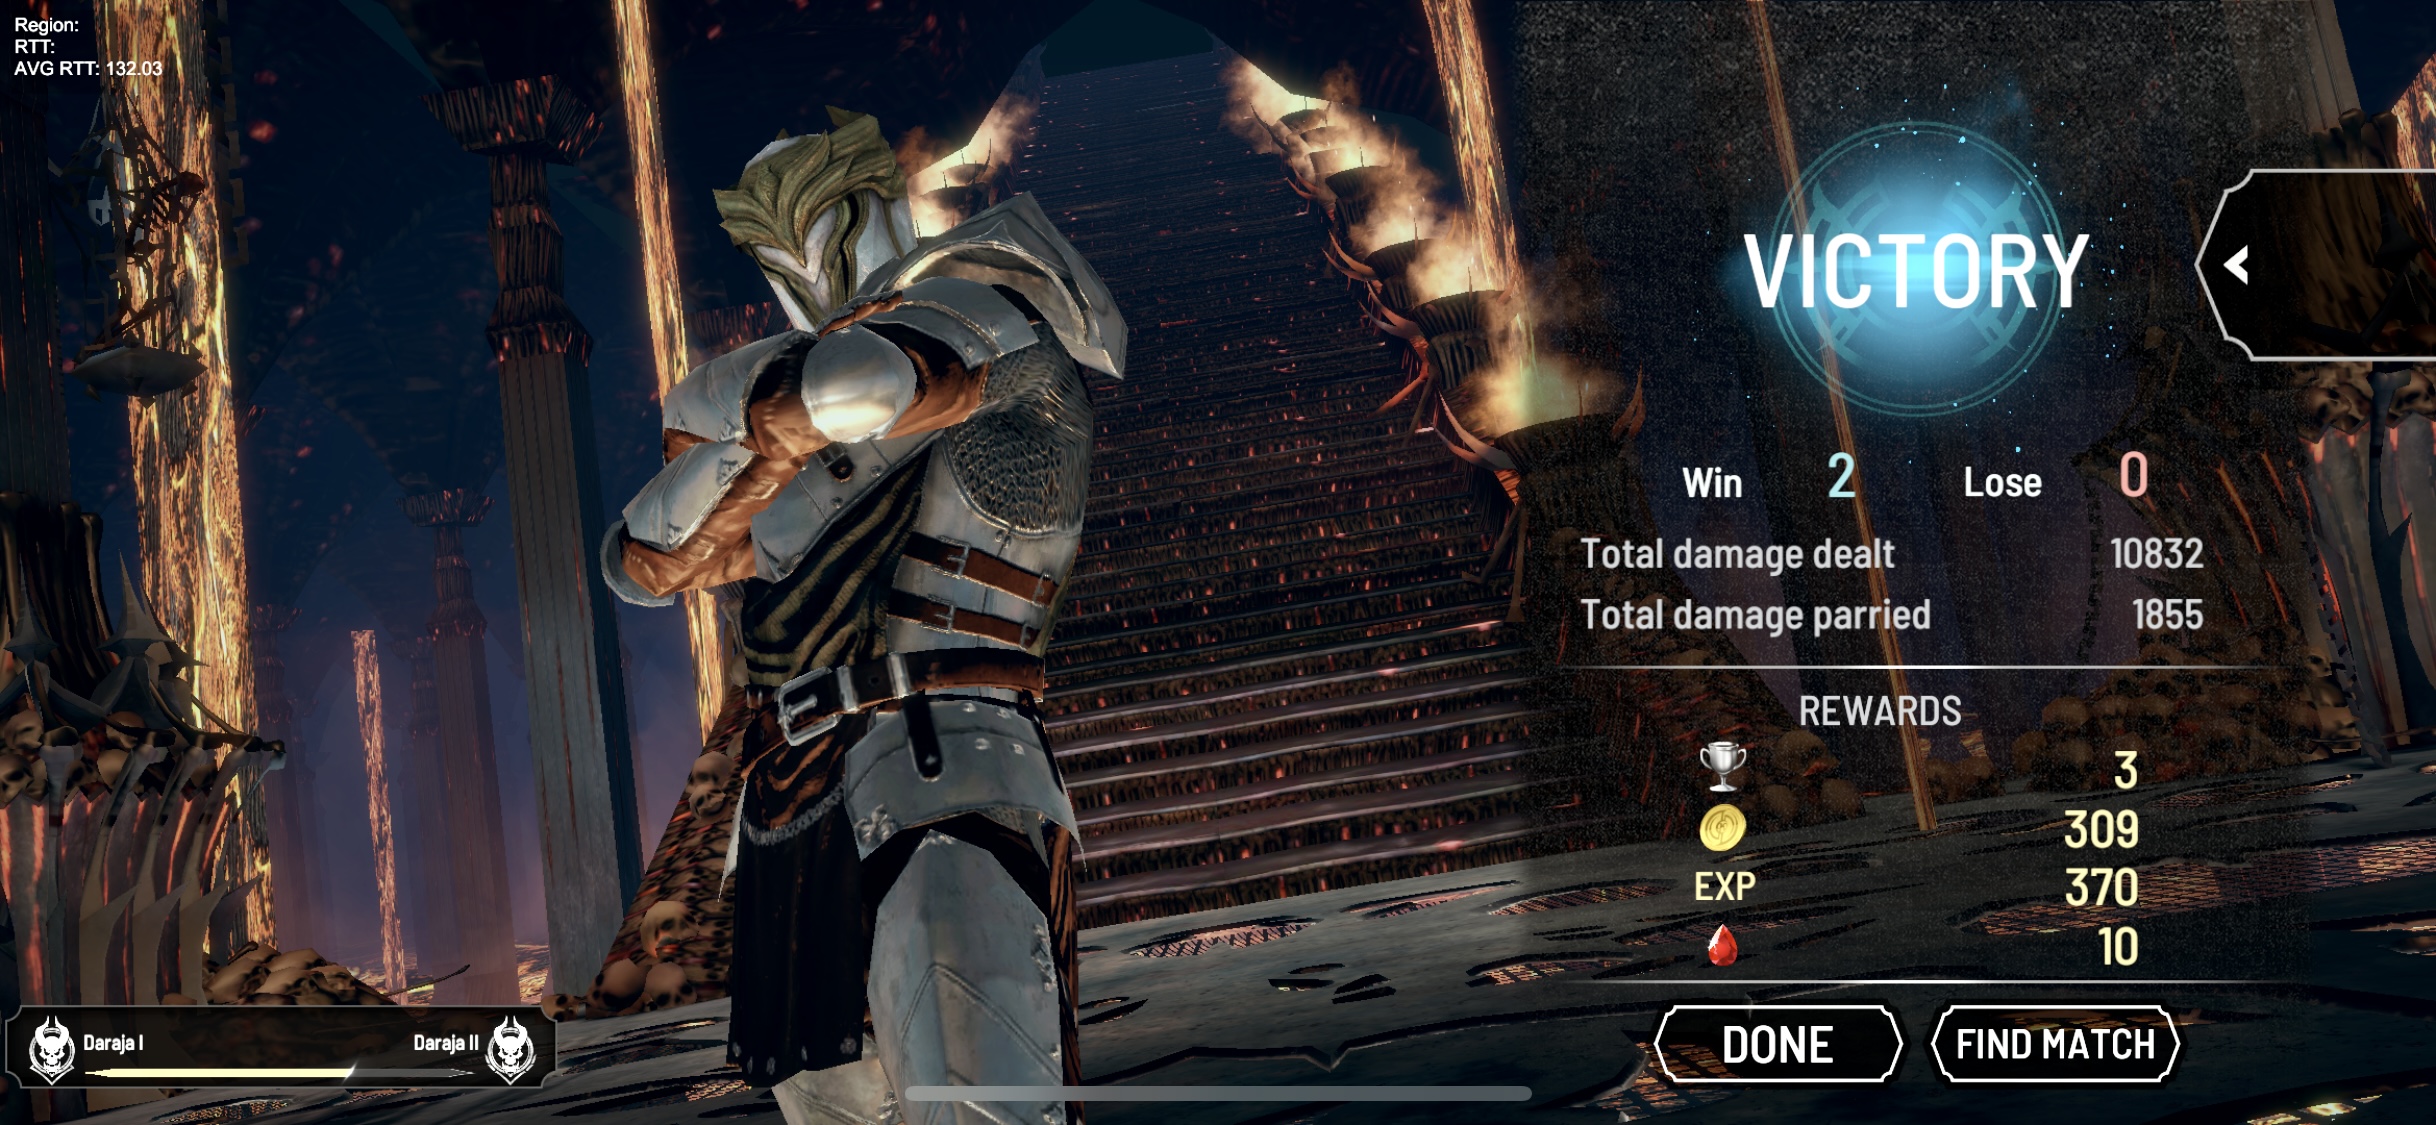 Region:
RTT:
AVG RTT: 132.03
VICTORY
Win 2 Lose 0
Total damage dealt 10832
Total damage parried 1855
REWARDS
3
309
EXP 370
10
Daraja I Daraja II
DONE FIND MATCH